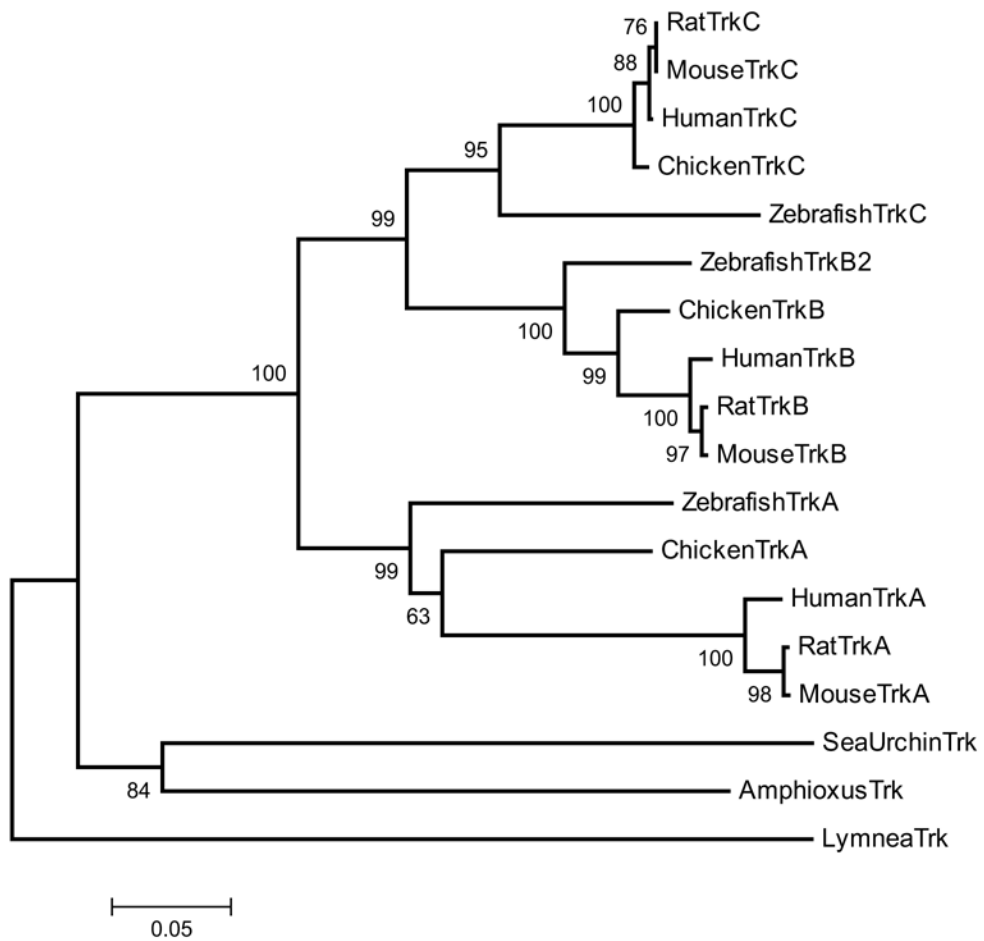 76 RatTrkC
88 MouseTrkC
100 HumanTrkC
95 ChickenTrkC
99 ZebrafishTrkC
ZebrafishTrkB2
100 ChickenTrkB
99 HumanTrkB
100 RatTrkB
97 MouseTrkB
100
ZebrafishTrkA
99 ChickenTrkA
63 HumanTrkA
100 RatTrkA
98 MouseTrkA
SeaUrchinTrk
84 AmphioxusTrk
LymneaTrk
0.05